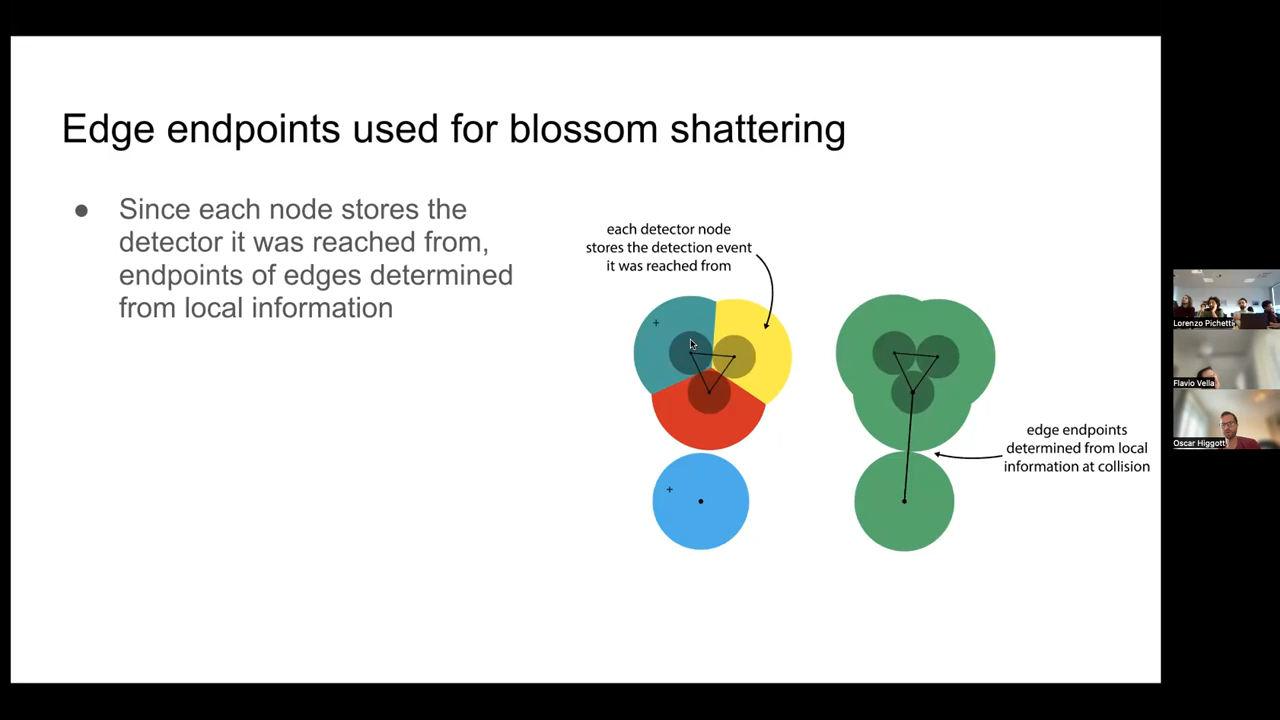 Edge endpoints used for blossom shattering
● Since each node stores the
detector it was reached from,
endpoints of edges determined
from local information
each detector node
stores the detection event
it was reached from
+
+
edge endpoints
determined from local
information at collision
Lorenzo Pichetti
Flavio Vella
Oscar Higgott